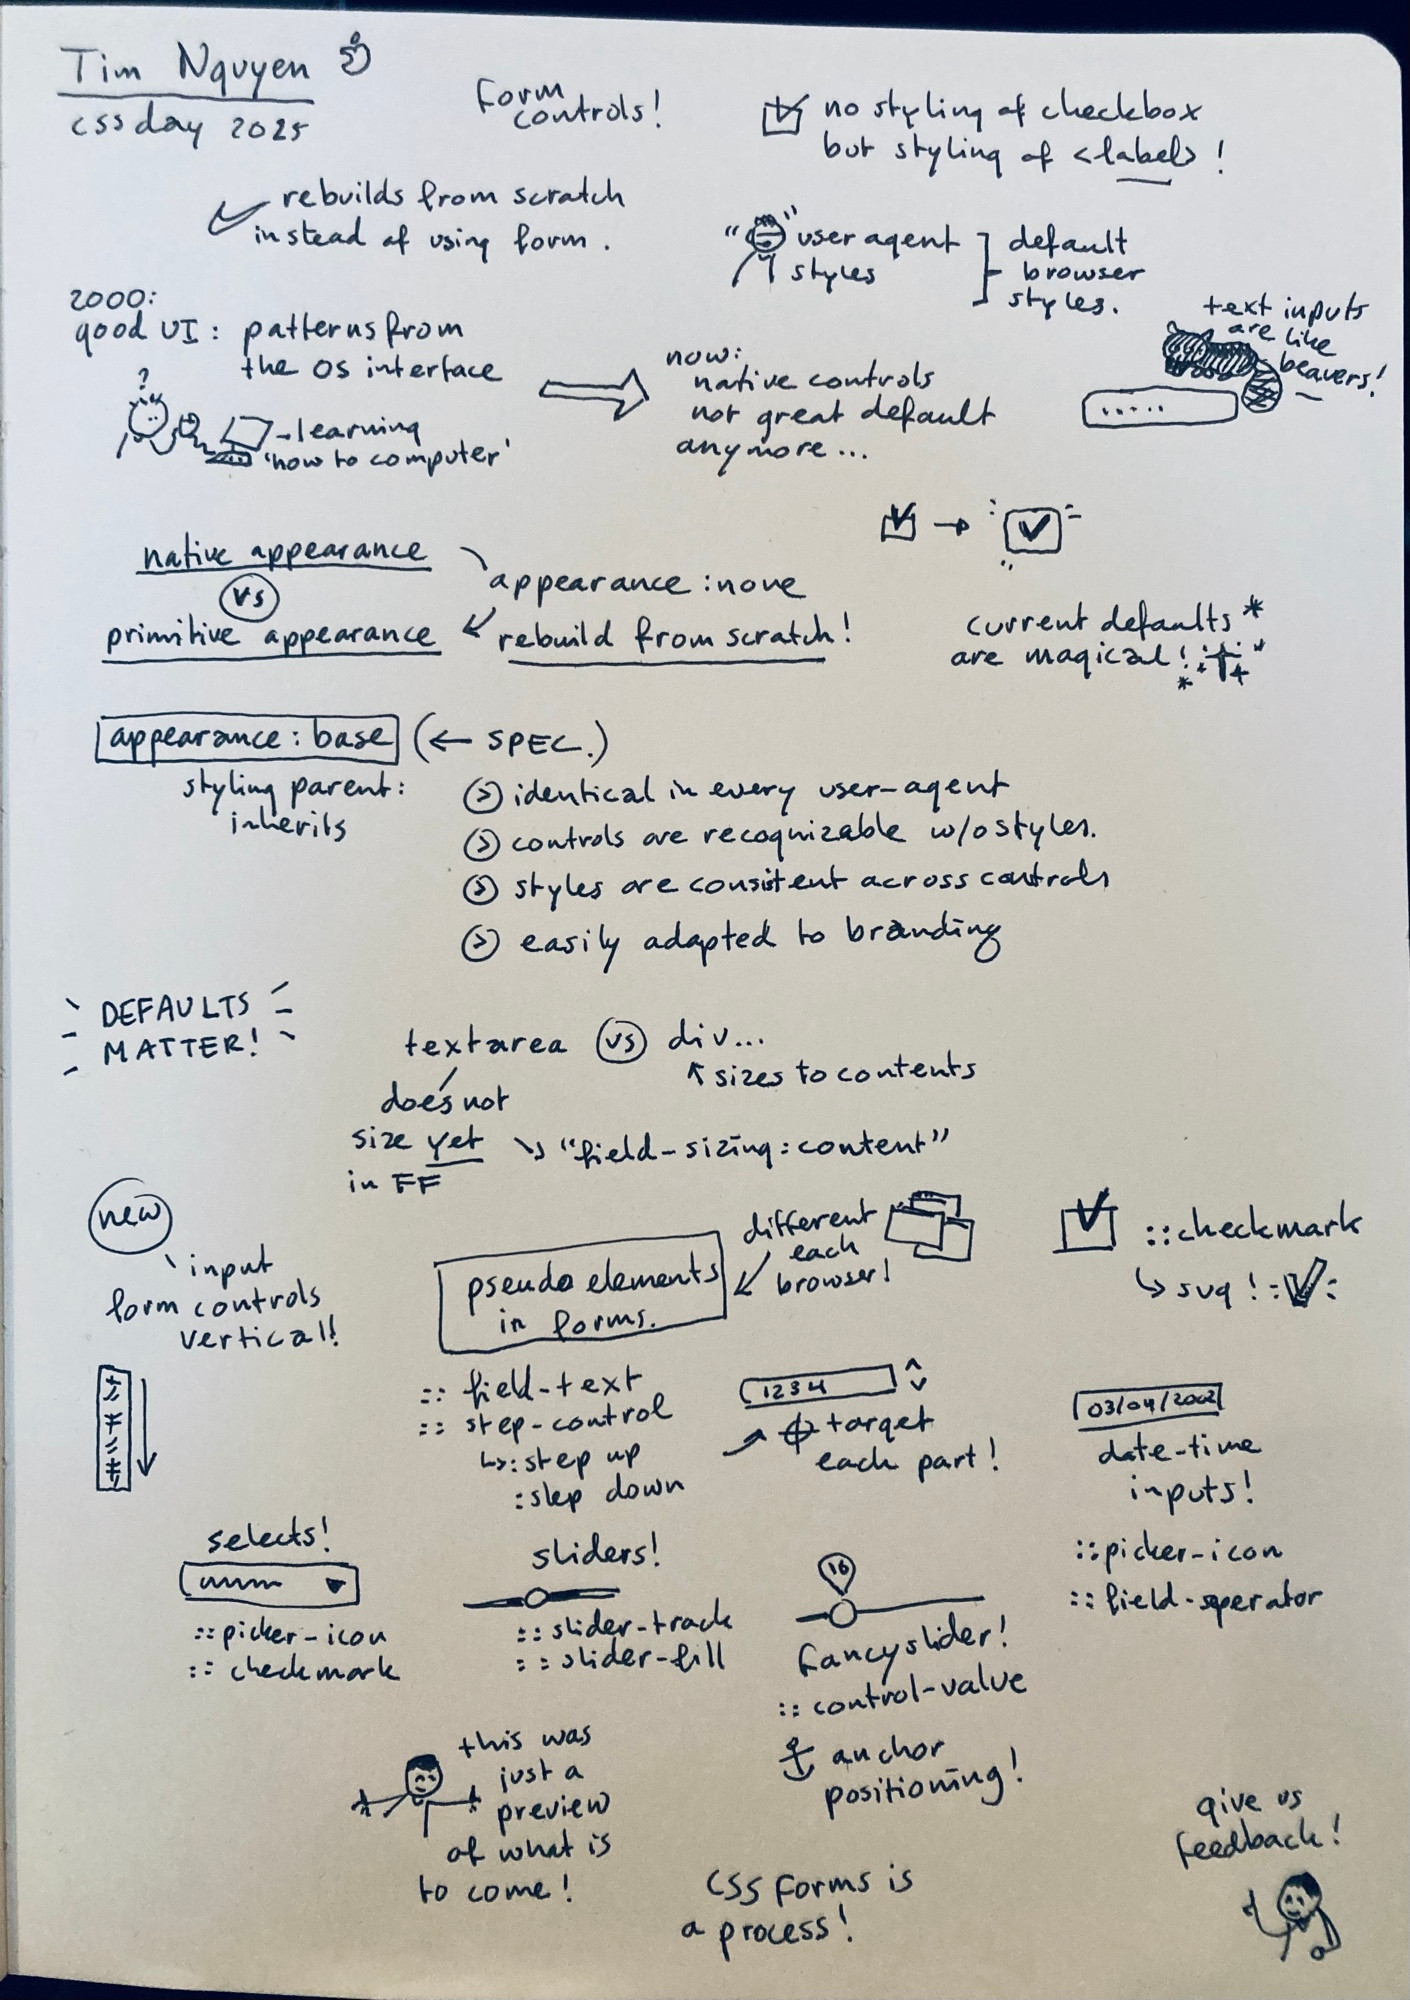 Tim Nguyen
cssday 2025
Form
controls!
no styling of checkbox
but styling of <label>!
rebuilds from scratch
instead of using form.
"
" user agent
styles
default
browser
styles.
2000:
good UI: patterns from
the OS interface
?
learning
'how to computer'
now:
native controls
not great default
anymore...
text inputs
are like
beavers!
.....
native appearance
vs
primitive appearance
appearance:none
rebuild from scratch!
current defaults
are magical!
appearance: base (← SPEC.)
styling parent:
inherits
> identical in every user-agent
> controls are recognizable w/o styles.
> styles are consitent across controls
> easily adapted to branding
DEFAULTS
MATTER!
textarea vs div...
↑ sizes to contents
does not
size yet
in FF
↘ "field-sizing:content"
new
input
form controls
vertical!
pseudo elements
in forms.
different
each
browser!
::checkmark
↳ svg!
:: field-text
:: step-control
↳:step up
:step down
1234
target
each part!
03/04/2002
date-time
inputs!
::picker-icon
::field-seperator
selects!
::picker-icon
::checkmark
sliders!
::slider-track
::slider-fill
16
fancy slider!
::control-value
anchor
positioning!
this was
just a
preview
of what is
to come!
CSS Forms is
a process!
give us
feedback!